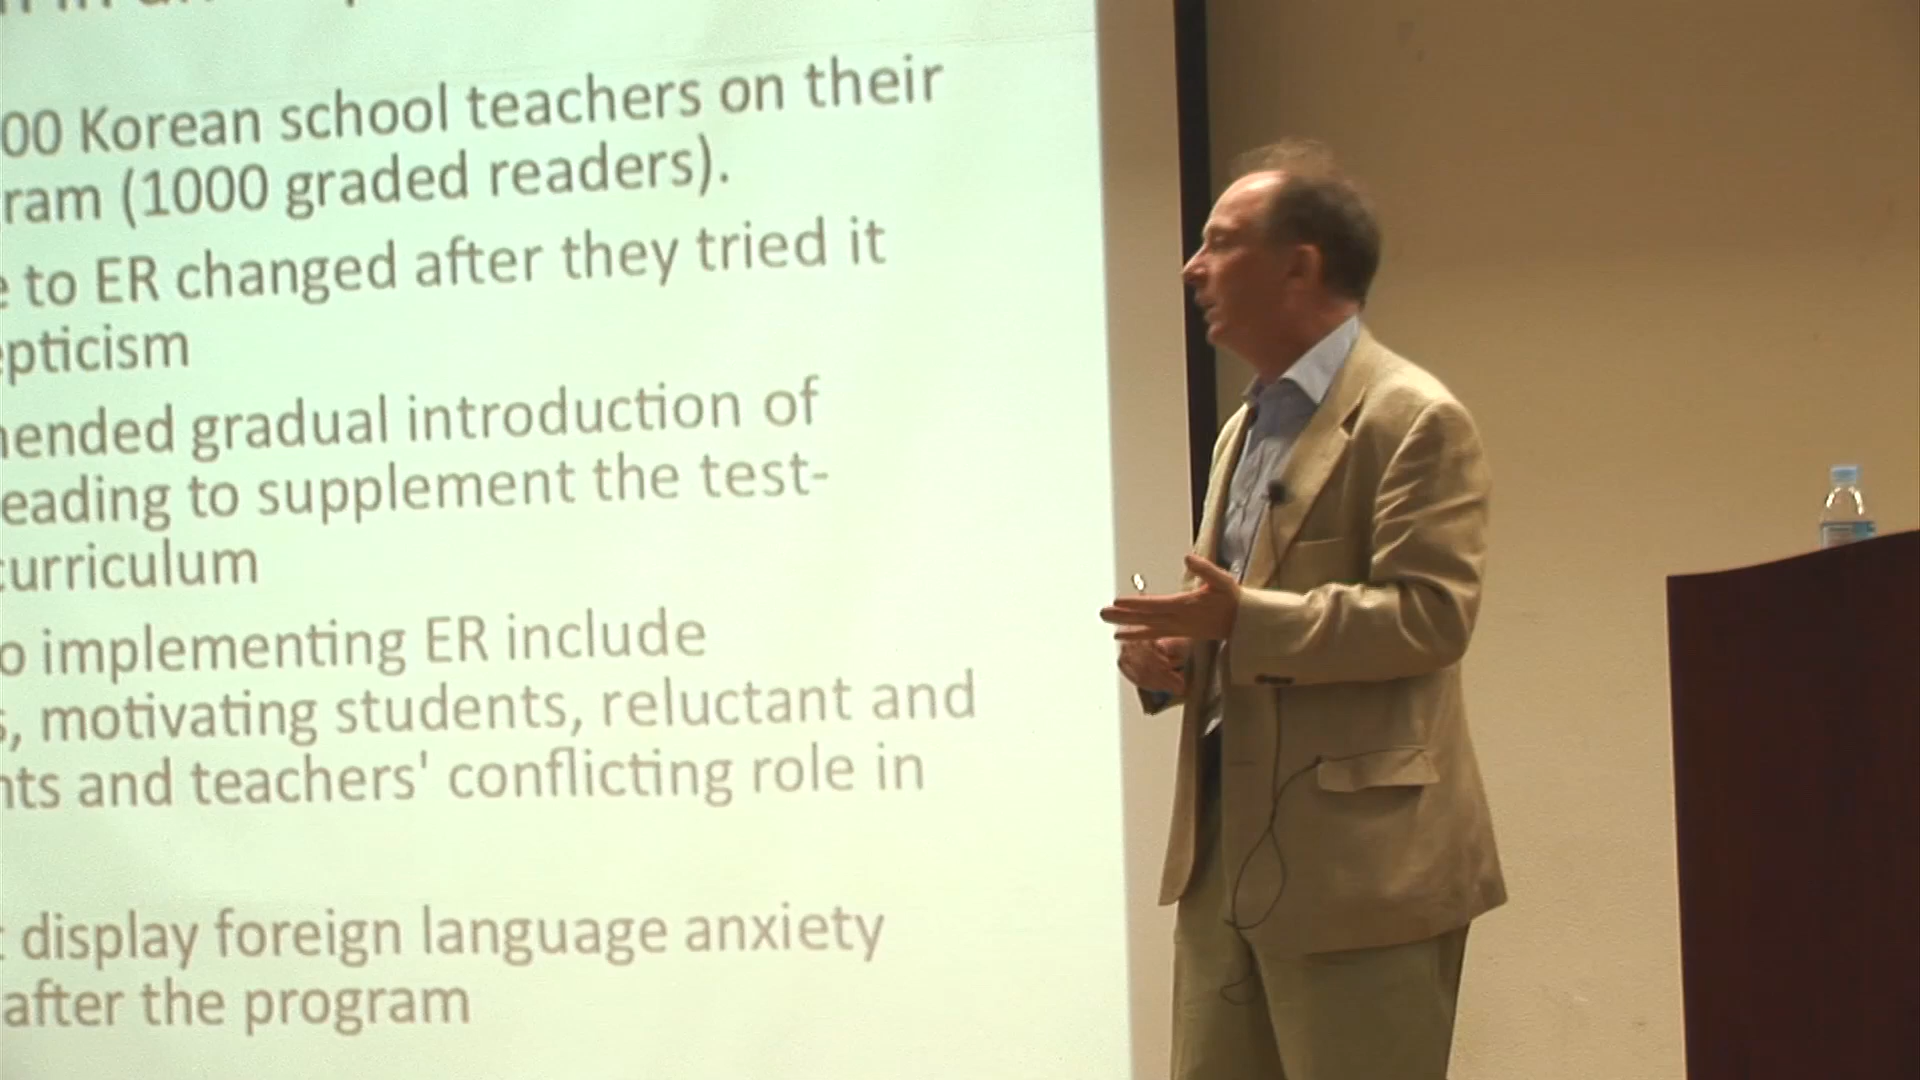 00 Korean school teachers on their
ram (1000 graded readers).
e to ER changed after they tried it
epticism
ended gradual introduction of
eading to supplement the test-
curriculum
o implementing ER include
s, motivating students, reluctant and
nts and teachers' conflicting role in
display foreign language anxiety
after the program